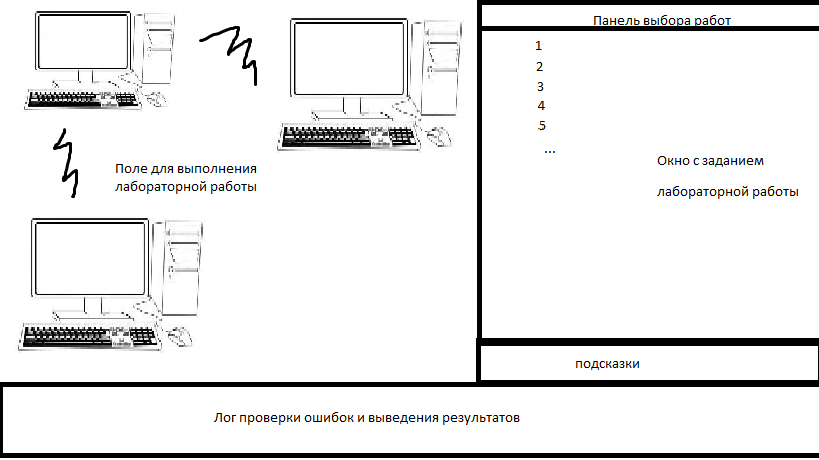 Панель выбора работ
1
2
3
4
5
...
Поле для выполнения
лабораторной работы
Окно с заданием
лабораторной работы
подсказки
Лог проверки ошибок и выведения результатов